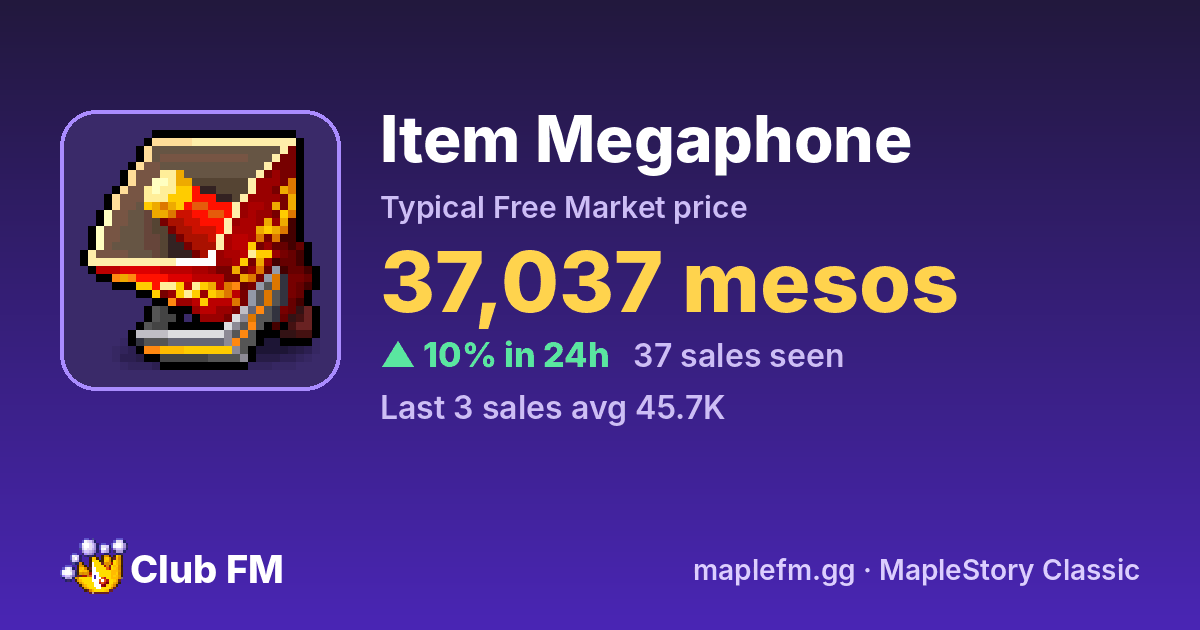 Item Megaphone
Typical Free Market price
37,037 mesos
▲ 10% in 24h 37 sales seen
Last 3 sales avg 45.7K
Club FM
maplefm.gg · MapleStory Classic